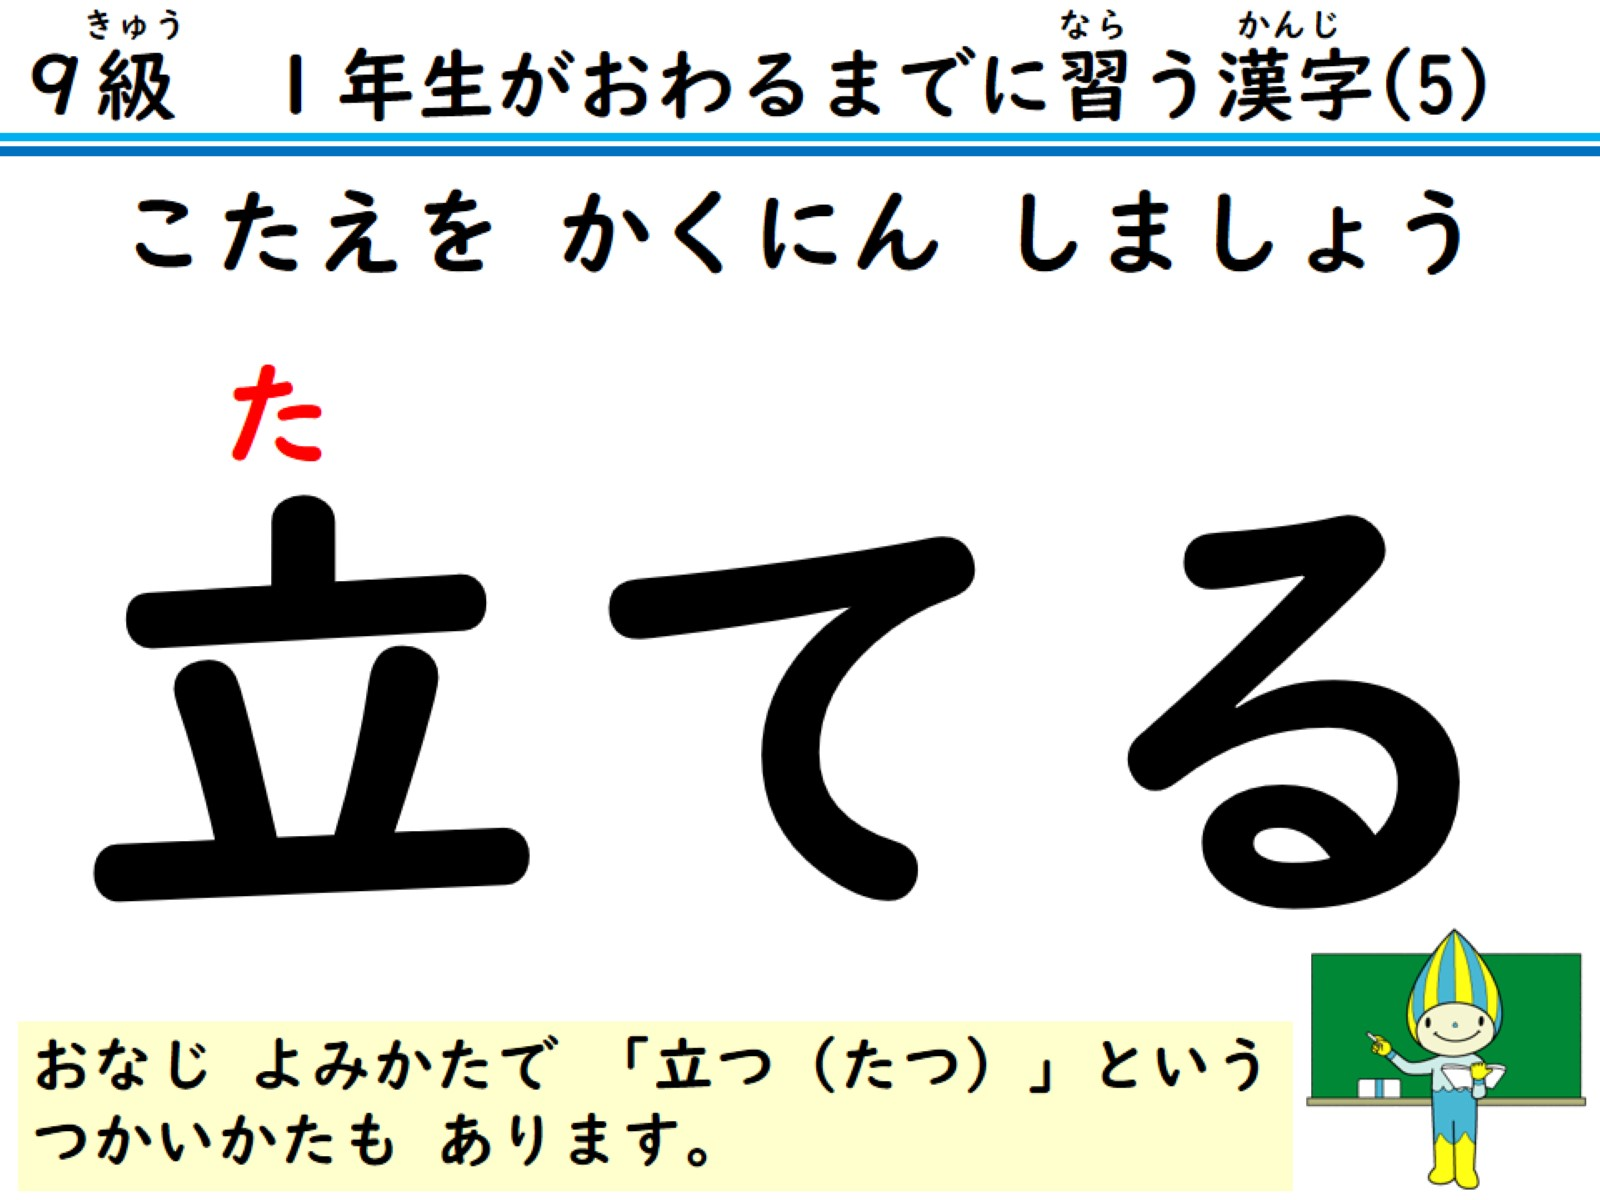 きゅう なら かんじ
9級 1年生がおわるまでに習う漢字(5)
こたえを かくにん しましょう
た
立てる
おなじ よみかたで 「立つ（たつ）」という
つかいかたも あります。